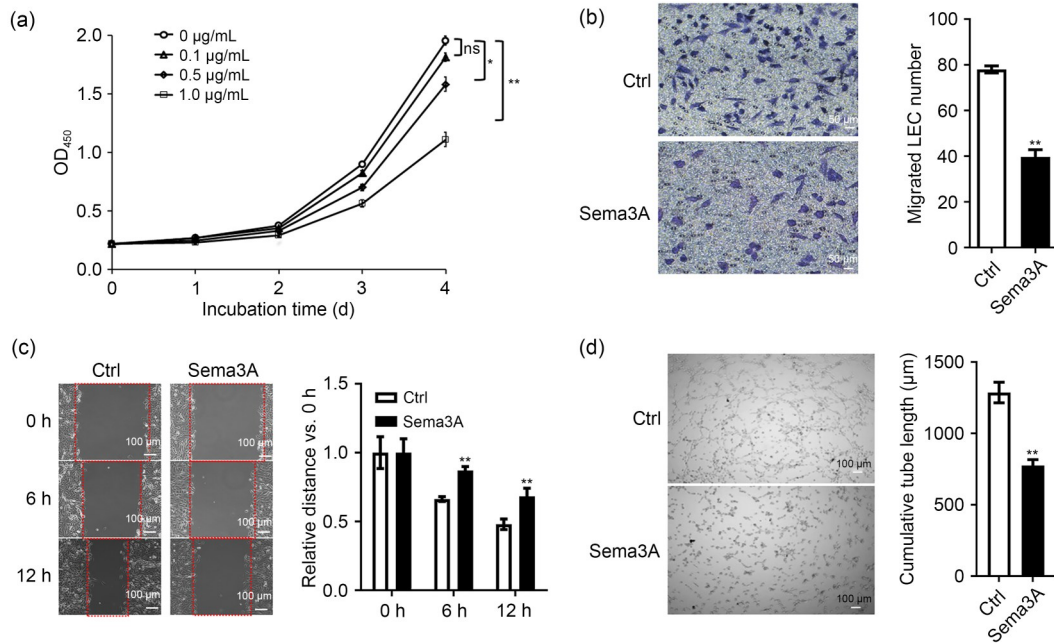 (a)
2.0
1.5
1.0
0.5
0.0
OD450
0 μg/mL
0.1 μg/mL
0.5 μg/mL
1.0 μg/mL
ns
*
**
0 1 2 3 4
Incubation time (d)
(b)
Ctrl
50 μm
Sema3A
50 μm
Migrated LEC number
100
80
60
40
20
0
**
Ctrl
Sema3A
(c)
Ctrl Sema3A
0 h
100 μm 100 μm
6 h
100 μm 100 μm
12 h
100 μm 100 μm
Relative distance vs. 0 h
1.5
1.0
0.5
0.0
Ctrl
Sema3A
**
**
0 h 6 h 12 h
(d)
Ctrl
100 μm
Sema3A
100 μm
Cumulative tube length (μm)
1500
1000
500
0
**
Ctrl
Sema3A